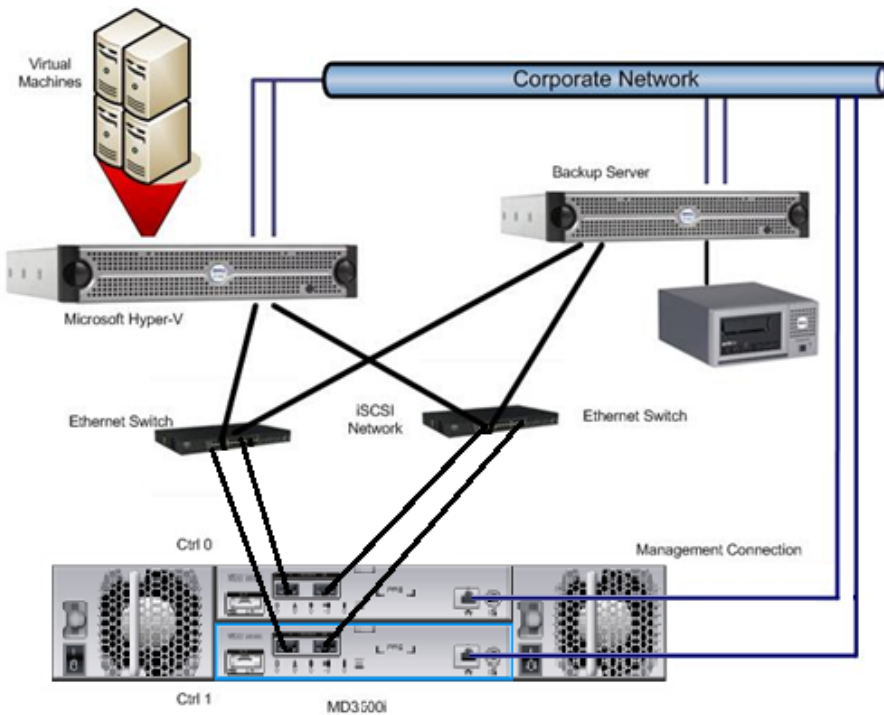 Virtual
Machines
Corporate Network
Backup Server
Microsoft Hyper-V
Ethernet Switch
iSCSI
Network
Ethernet Switch
Ctrl 0
Management Connection
Ctrl 1